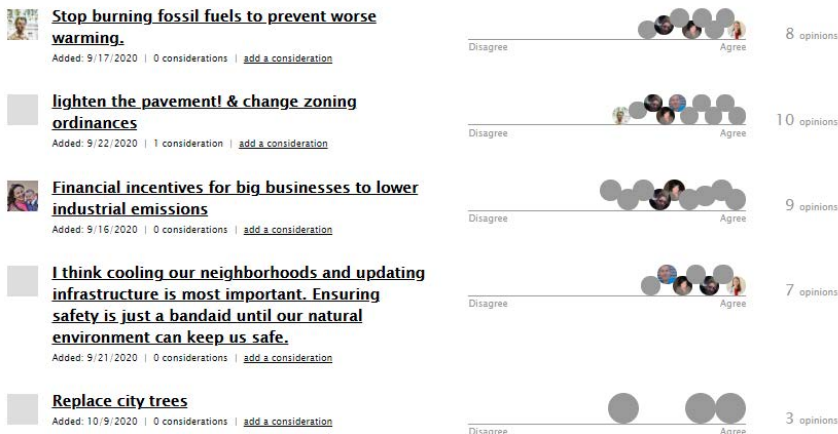 Stop burning fossil fuels to prevent worse
warming.
Added: 9/17/2020 | 0 considerations | add a consideration
Disagree Agree
8 opinions
lighten the pavement! & change zoning
ordinances
Added: 9/22/2020 | 1 consideration | add a consideration
Disagree Agree
10 opinions
Financial incentives for big businesses to lower
industrial emissions
Added: 9/16/2020 | 0 considerations | add a consideration
Disagree Agree
9 opinions
I think cooling our neighborhoods and updating
infrastructure is most important. Ensuring
safety is just a bandaid until our natural
environment can keep us safe.
Added: 9/21/2020 | 0 considerations | add a consideration
Disagree Agree
7 opinions
Replace city trees
Added: 10/9/2020 | 0 considerations | add a consideration
Disagree Agree
3 opinions